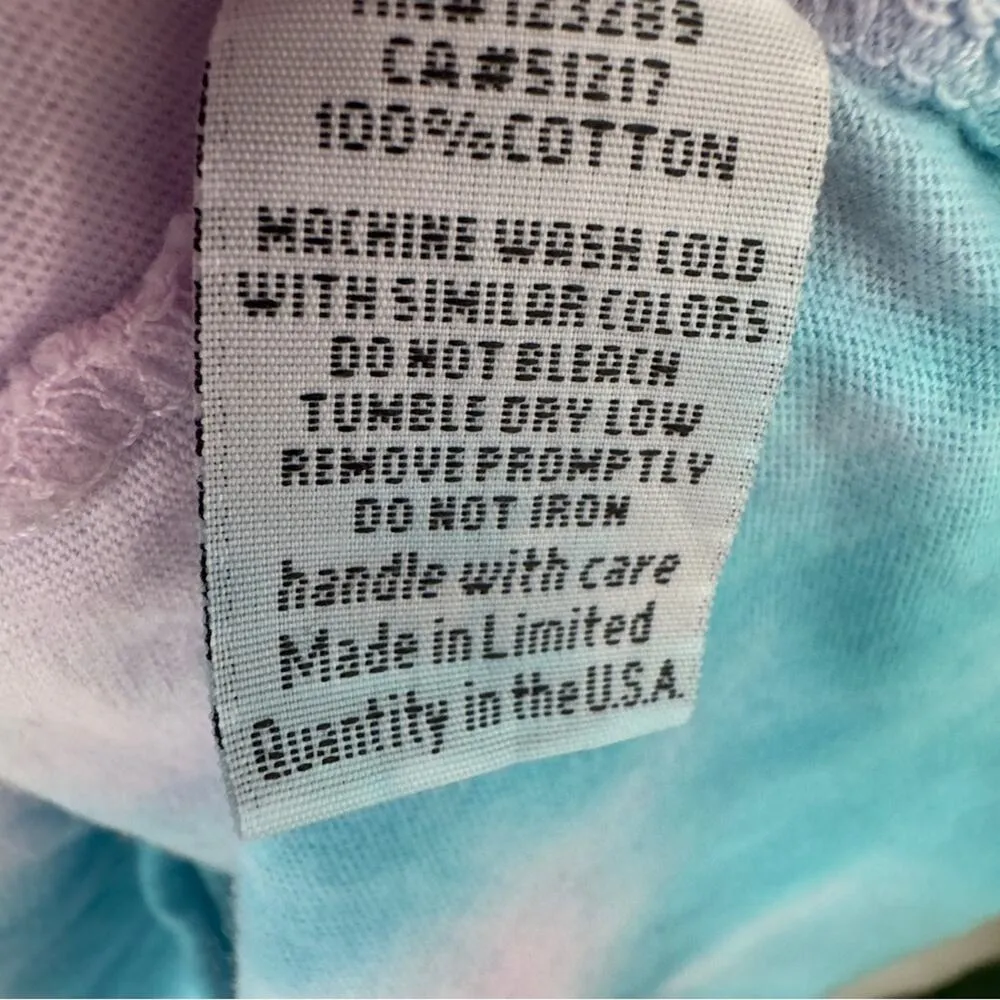 CA#51217
100%COTTON
MACHINE WASH COLD
WITH SIMILAR COLORS
DO NOT BLEACH
TUMBLE DRY LOW
REMOVE PROMPTLY
DO NOT IRON
handle with care
Made in Limited
Quantity in the U.S.A.